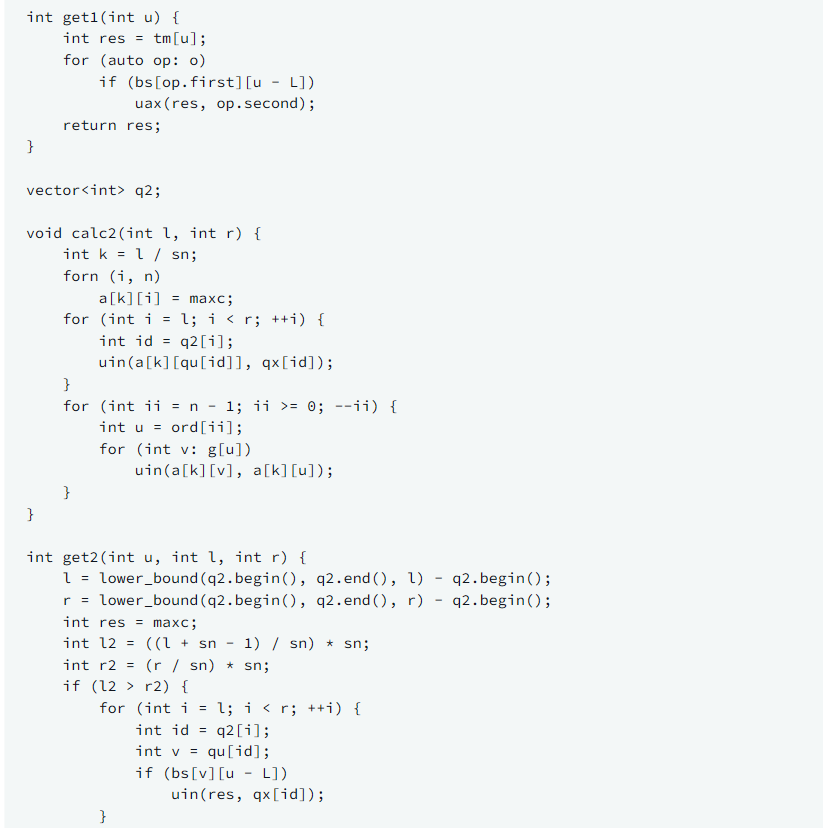 int get1(int u) {
    int res = tm[u];
    for (auto op: o)
        if (bs[op.first][u - L])
            uax(res, op.second);
    return res;
}

vector<int> q2;

void calc2(int l, int r) {
    int k = l / sn;
    forn (i, n)
        a[k][i] = maxc;
    for (int i = l; i < r; ++i) {
        int id = q2[i];
        uin(a[k][qu[id]], qx[id]);
    }
    for (int ii = n - 1; ii >= 0; --ii) {
        int u = ord[ii];
        for (int v: g[u])
            uin(a[k][v], a[k][u]);
    }
}

int get2(int u, int l, int r) {
    l = lower_bound(q2.begin(), q2.end(), l) - q2.begin();
    r = lower_bound(q2.begin(), q2.end(), r) - q2.begin();
    int res = maxc;
    int l2 = ((l + sn - 1) / sn) * sn;
    int r2 = (r / sn) * sn;
    if (l2 > r2) {
        for (int i = l; i < r; ++i) {
            int id = q2[i];
            int v = qu[id];
            if (bs[v][u - L])
                uin(res, qx[id]);
        }